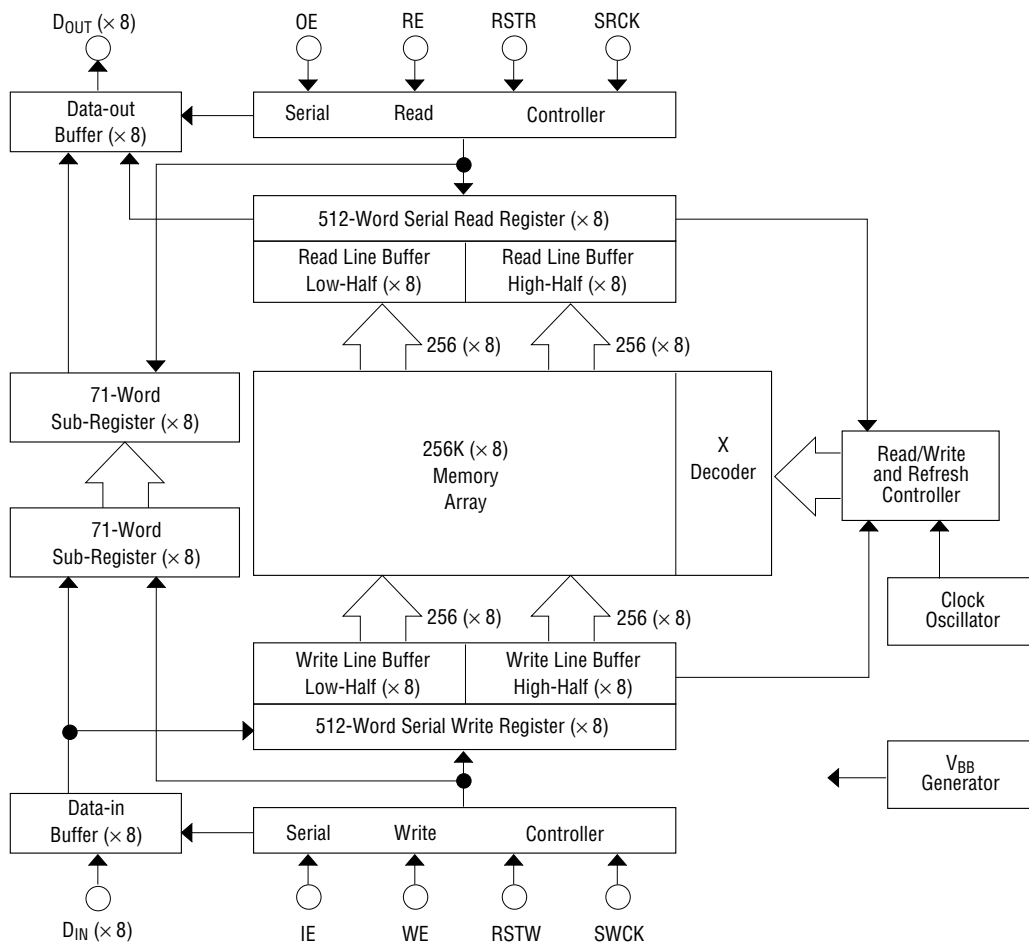 DOUT (× 8)
OE
RE
RSTR
SRCK
Data-out
Buffer (× 8)
Serial Read Controller
512-Word Serial Read Register (× 8)
Read Line Buffer
Low-Half (× 8)
Read Line Buffer
High-Half (× 8)
256 (× 8)
256 (× 8)
71-Word
Sub-Register (× 8)
256K (× 8)
Memory
Array
X
Decoder
Read/Write
and Refresh
Controller
71-Word
Sub-Register (× 8)
Clock
Oscillator
256 (× 8)
256 (× 8)
Write Line Buffer
Low-Half (× 8)
Write Line Buffer
High-Half (× 8)
512-Word Serial Write Register (× 8)
VBB
Generator
Data-in
Buffer (× 8)
Serial Write Controller
DIN (× 8)
IE
WE
RSTW
SWCK